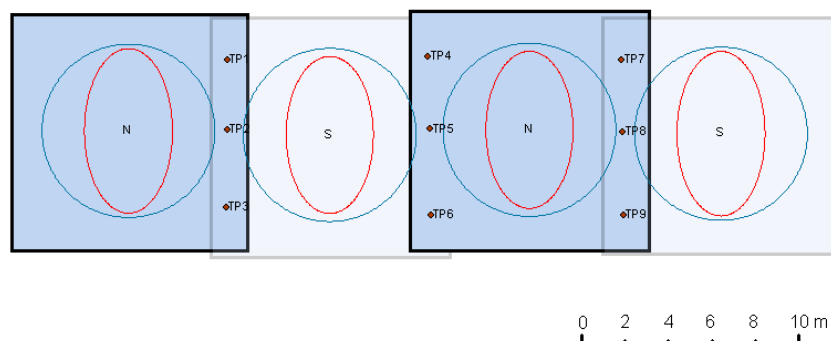 TP1 TP4 TP7
N TP2 S TP5 N TP8 S
TP3 TP6 TP9
0 2 4 6 8 10 m